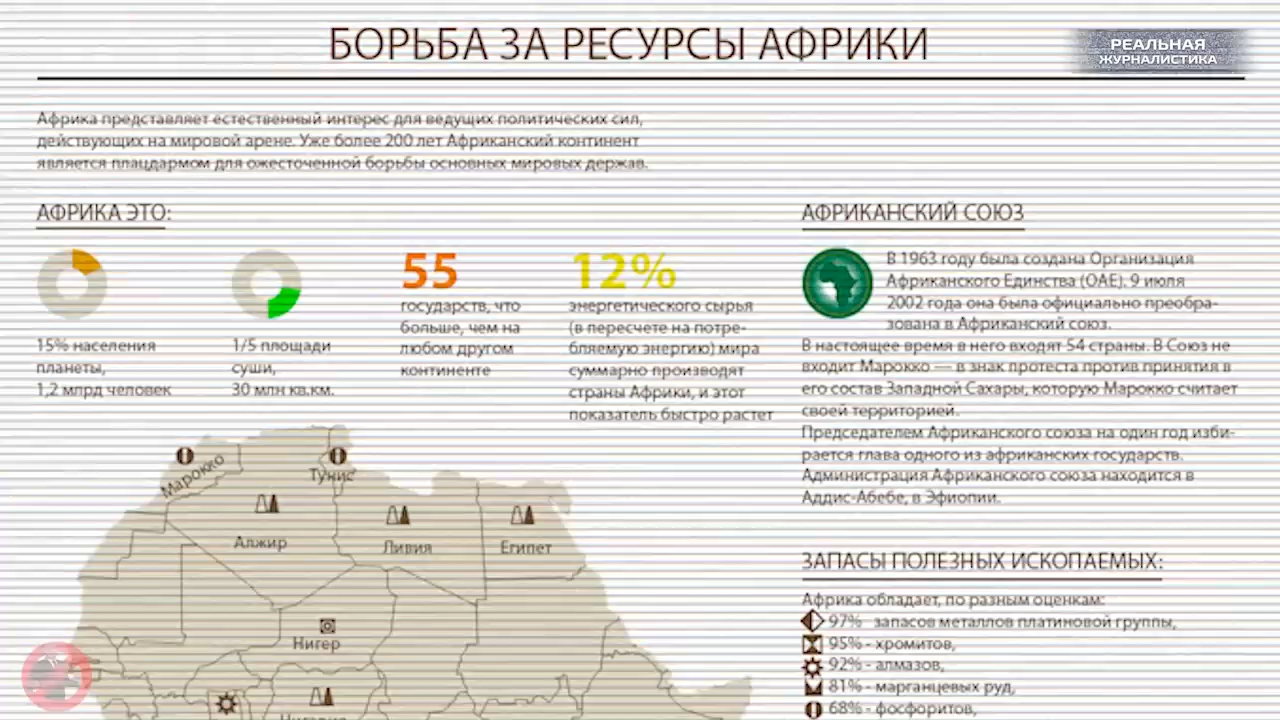 БОРЬБА ЗА РЕСУРСЫ АФРИКИ
РЕАЛЬНАЯ
ЖУРНАЛИСТИКА
Африка представляет естественный интерес для ведущих политических сил,
действующих на мировой арене. Уже более 200 лет Африканский континент
является плацдармом для ожесточенной борьбы основных мировых держав.
АФРИКА ЭТО:
15% населения
планеты,
1,2 млрд человек
1/5 площади
суши,
30 млн кв.км.
55
государств, что
больше, чем на
любом другом
континенте
12%
энергетического сырья
(в пересчете на потре-
бляемую энергию) мира
суммарно производят
страны Африки, и этот
показатель быстро растет
АФРИКАНСКИЙ СОЮЗ
В 1963 году была создана Организация
Африканского Единства (ОАЕ). 9 июля
2002 года она была официально преобра-
зована в Африканский союз.
В настоящее время в него входят 54 страны. В Союз не
входит Марокко — в знак протеста против принятия в
его состав Западной Сахары, которую Марокко считает
своей территорией.
Председателем Африканского союза на один год изби-
рается глава одного из африканских государств.
Администрация Африканского союза находится в
Аддис-Абебе, в Эфиопии.
Марокко
Тунис
Алжир
Ливия
Египет
Нигер
Нигерия
ЗАПАСЫ ПОЛЕЗНЫХ ИСКОПАЕМЫХ:
Африка обладает, по разным оценкам:
97% запасов металлов платиновой группы,
95% - хромитов,
92% - алмазов,
81% - марганцевых руд,
68% - фосфоритов,